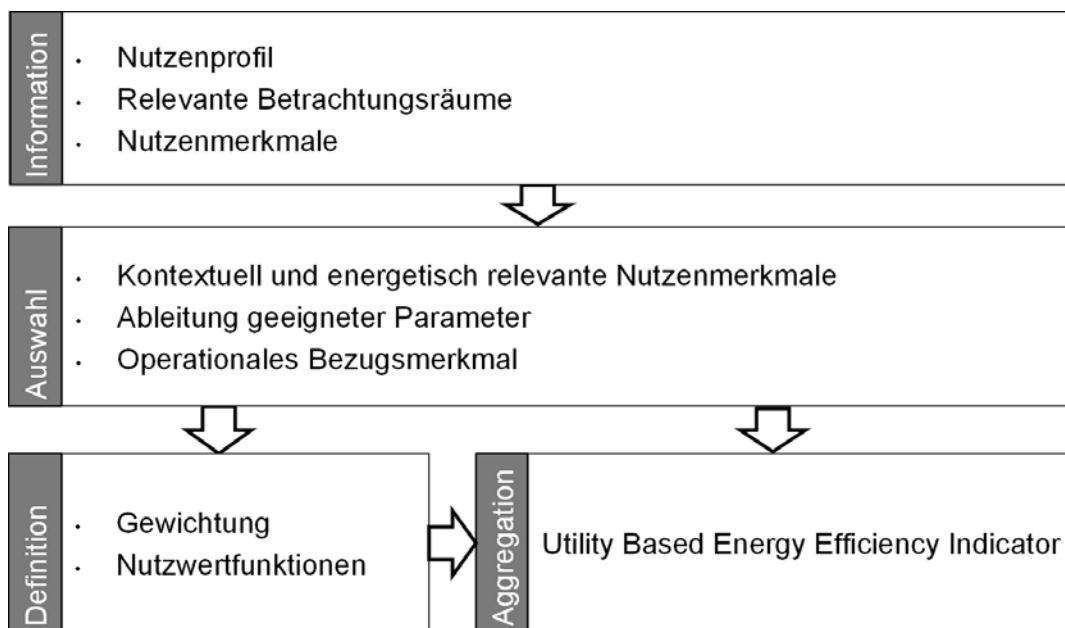 Information
· Nutzenprofil
· Relevante Betrachtungsräume
· Nutzenmerkmale
Auswahl
· Kontextuell und energetisch relevante Nutzenmerkmale
· Ableitung geeigneter Parameter
· Operationales Bezugsmerkmal
Definition
· Gewichtung
· Nutzwertfunktionen
Aggregation
Utility Based Energy Efficiency Indicator